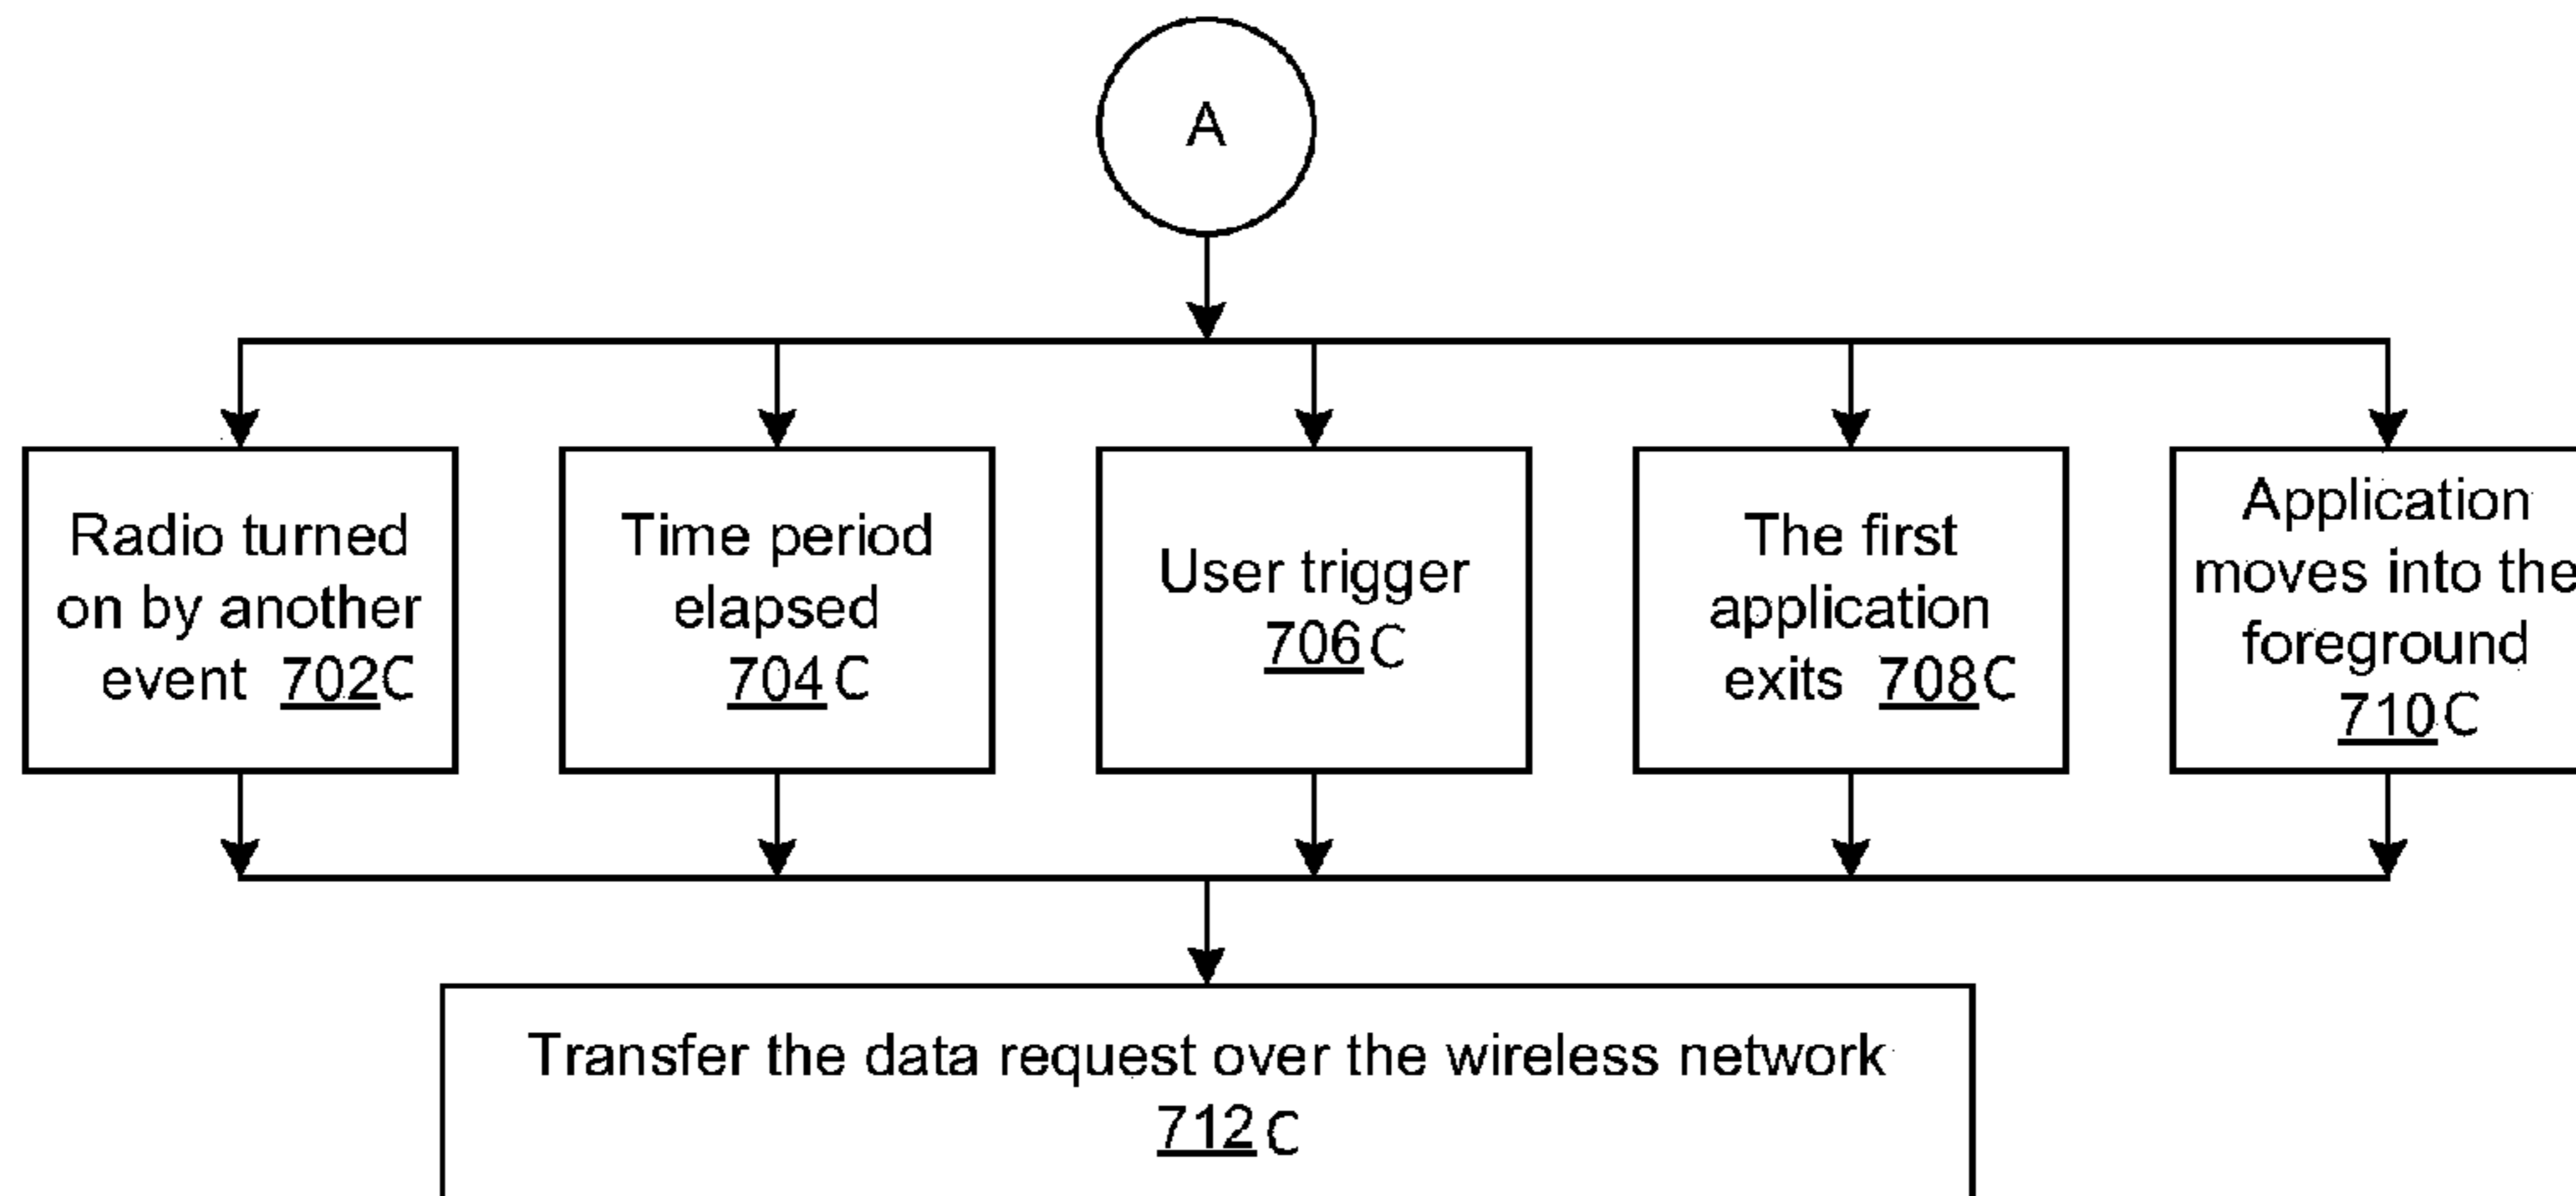 A
Radio turned
on by another
event 702C
Time period
elapsed
704C
User trigger
706C
The first
application
exits 708C
Application
moves into the
foreground
710C
Transfer the data request over the wireless network
712C